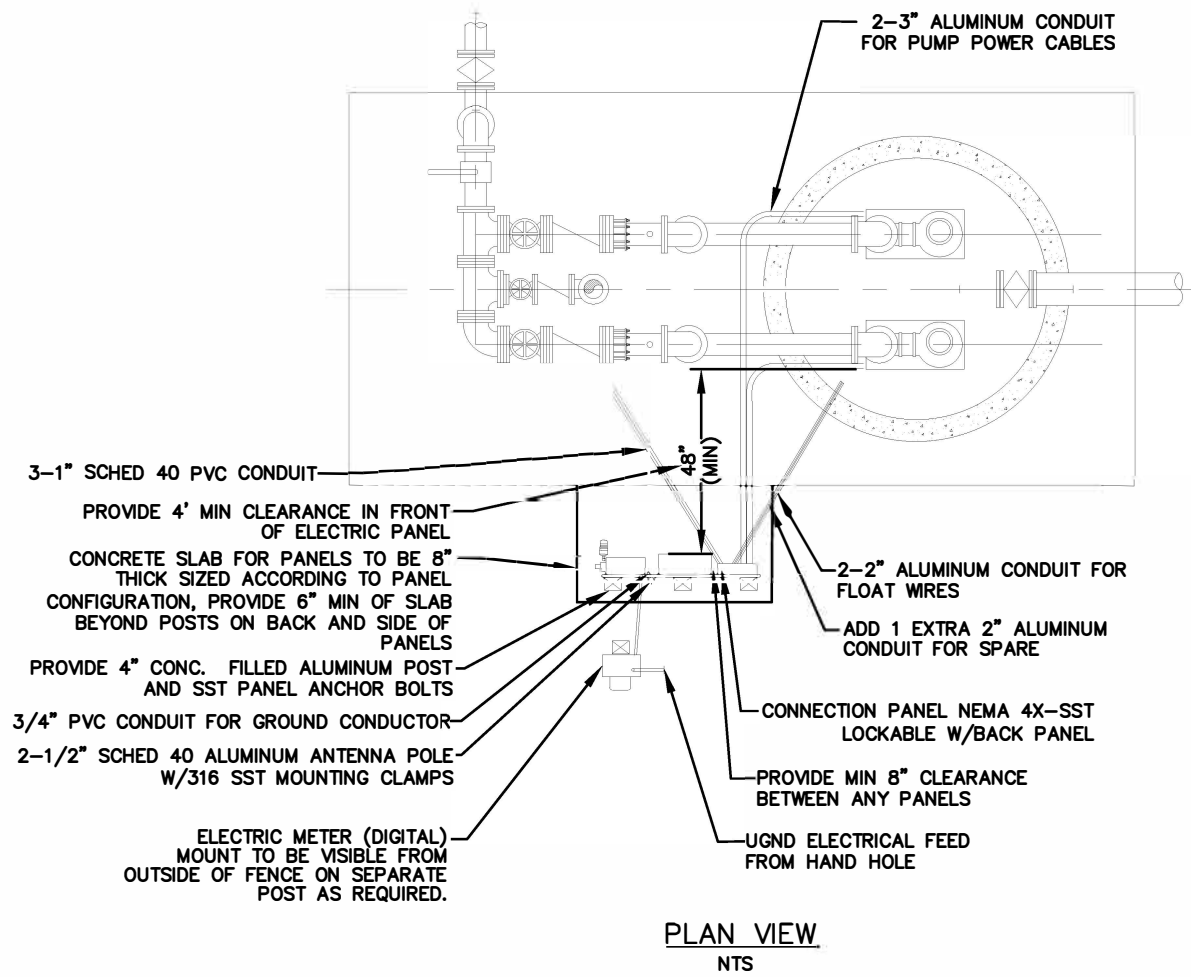 2-3" ALUMINUM CONDUIT
FOR PUMP POWER CABLES
48"
(MIN)
3-1" SCHED 40 PVC CONDUIT
PROVIDE 4' MIN CLEARANCE IN FRONT
OF ELECTRIC PANEL
CONCRETE SLAB FOR PANELS TO BE 8"
THICK SIZED ACCORDING TO PANEL
CONFIGURATION, PROVIDE 6" MIN OF SLAB
BEYOND POSTS ON BACK AND SIDE OF
PANELS
PROVIDE 4" CONC. FILLED ALUMINUM POST
AND SST PANEL ANCHOR BOLTS
3/4" PVC CONDUIT FOR GROUND CONDUCTOR
2-1/2" SCHED 40 ALUMINUM ANTENNA POLE
W/316 SST MOUNTING CLAMPS
ELECTRIC METER (DIGITAL)
MOUNT TO BE VISIBLE FROM
OUTSIDE OF FENCE ON SEPARATE
POST AS REQUIRED.
2-2" ALUMINUM CONDUIT FOR
FLOAT WIRES
ADD 1 EXTRA 2" ALUMINUM
CONDUIT FOR SPARE
CONNECTION PANEL NEMA 4X-SST
LOCKABLE W/BACK PANEL
PROVIDE MIN 8" CLEARANCE
BETWEEN ANY PANELS
UGND ELECTRICAL FEED
FROM HAND HOLE
PLAN VIEW
NTS